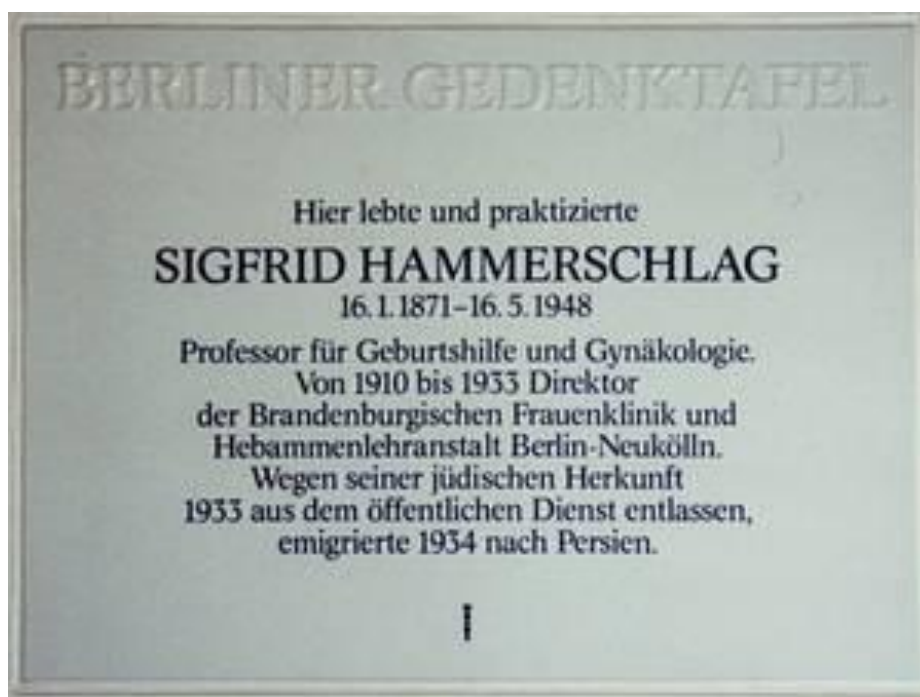 BERLINER GEDENKTAFEL
Hier lebte und praktizierte
SIGFRID HAMMERSCHLAG
16.1.1871–16.5.1948
Professor für Geburtshilfe und Gynäkologie.
Von 1910 bis 1933 Direktor
der Brandenburgischen Frauenklinik und
Hebammenlehranstalt Berlin-Neukölln.
Wegen seiner jüdischen Herkunft
1933 aus dem öffentlichen Dienst entlassen,
emigrierte 1934 nach Persien.